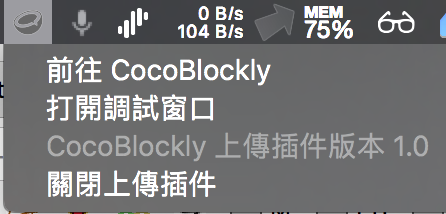 0 B/s
104 B/s
MEM
75%
前往 CocoBlockly
打開調試窗口
CocoBlockly 上傳插件版本 1.0
關閉上傳插件